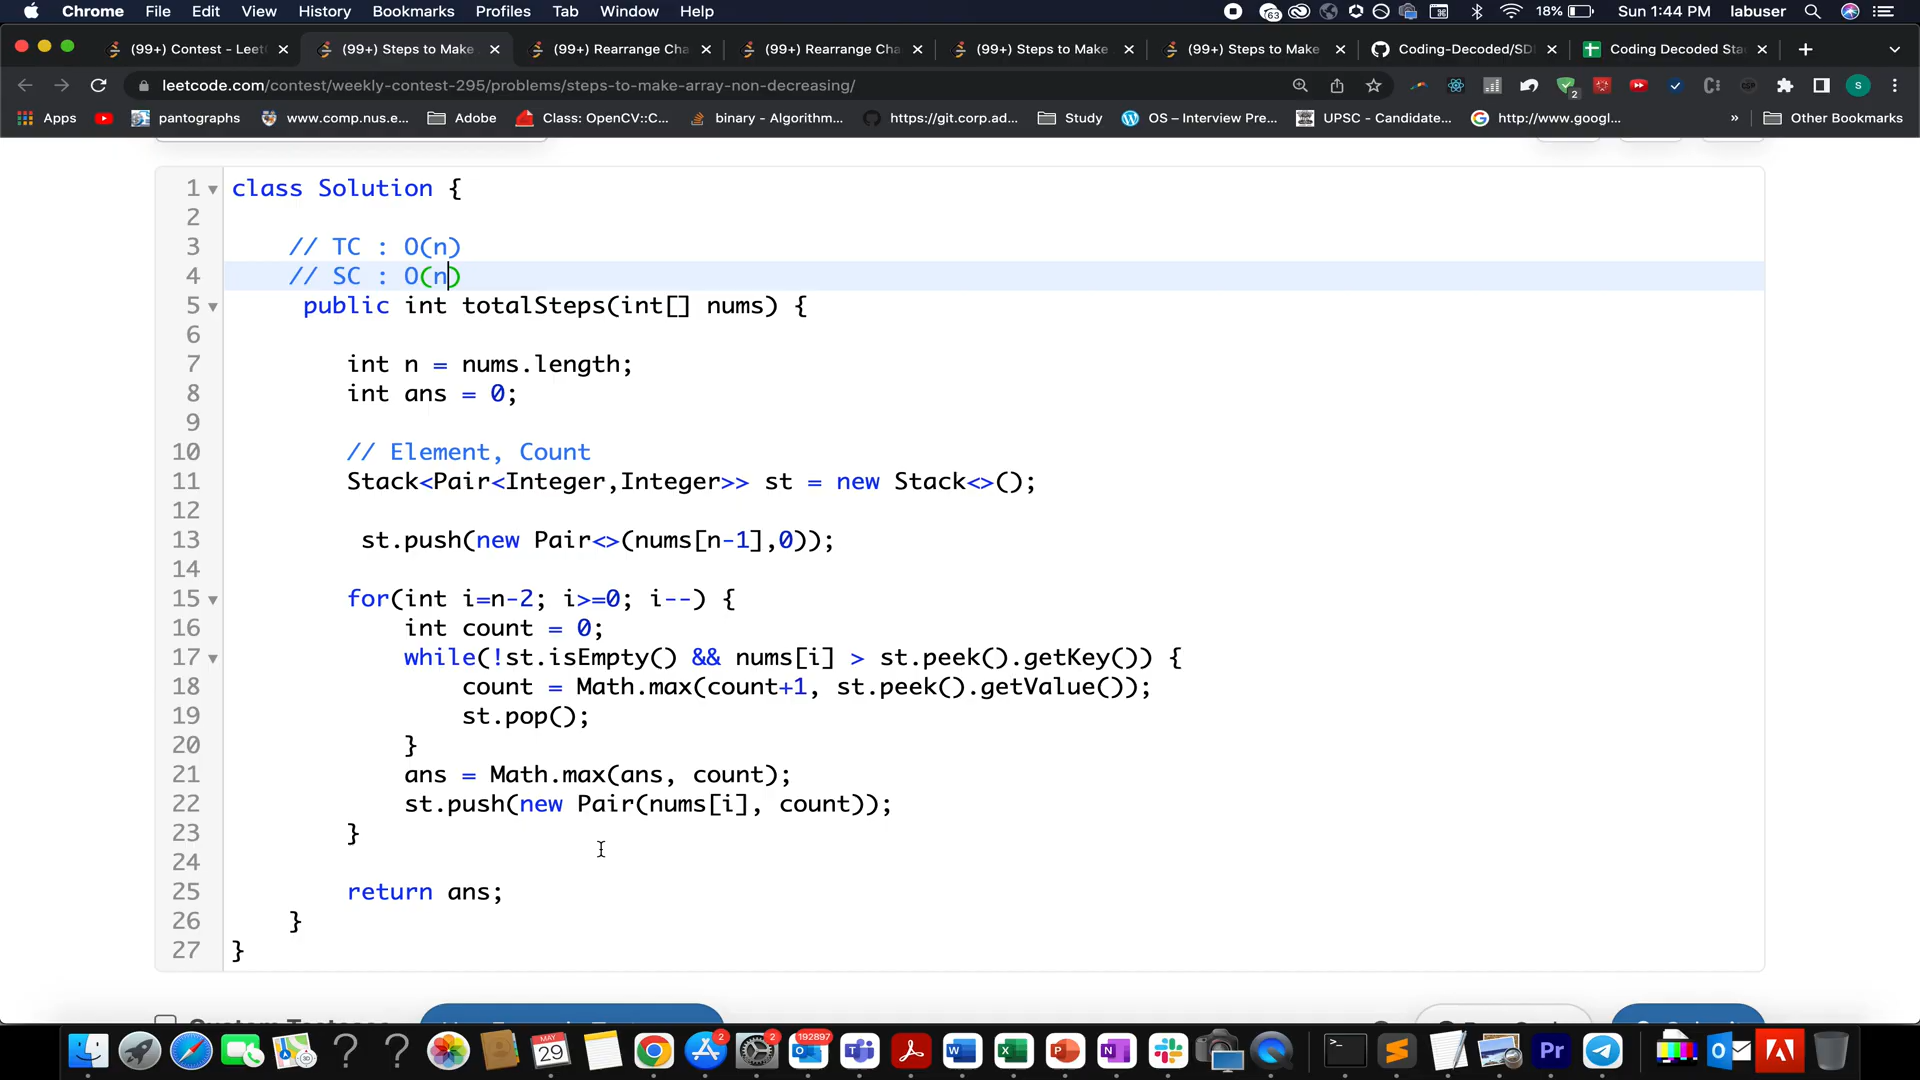 Chrome File Edit View History Bookmarks Profiles Tab Window Help 63 18% Sun 1:44 PM labuser
(99+) Contest - Leet (99+) Steps to Make (99+) Rearrange Cha (99+) Rearrange Cha (99+) Steps to Make (99+) Steps to Make Coding-Decoded/SDI Coding Decoded Sta
leetcode.com/contest/weekly-contest-295/problems/steps-to-make-array-non-decreasing/
Apps pantographs www.comp.nus.e... Adobe Class: OpenCV::C... binary - Algorithm... https://git.corp.ad... Study OS – Interview Pre... UPSC - Candidate... http://www.googl... » Other Bookmarks
1 class Solution {
2
3 // TC : O(n)
4 // SC : O(n)
5 public int totalSteps(int[] nums) {
6
7 int n = nums.length;
8 int ans = 0;
9
10 // Element, Count
11 Stack<Pair<Integer,Integer>> st = new Stack<>();
12
13 st.push(new Pair<>(nums[n-1],0));
14
15 for(int i=n-2; i>=0; i--) {
16 int count = 0;
17 while(!st.isEmpty() && nums[i] > st.peek().getKey()) {
18 count = Math.max(count+1, st.peek().getValue());
19 st.pop();
20 }
21 ans = Math.max(ans, count);
22 st.push(new Pair(nums[i], count));
23 }
24
25 return ans;
26 }
27 }
MAY 29 2 2 192897 Pr